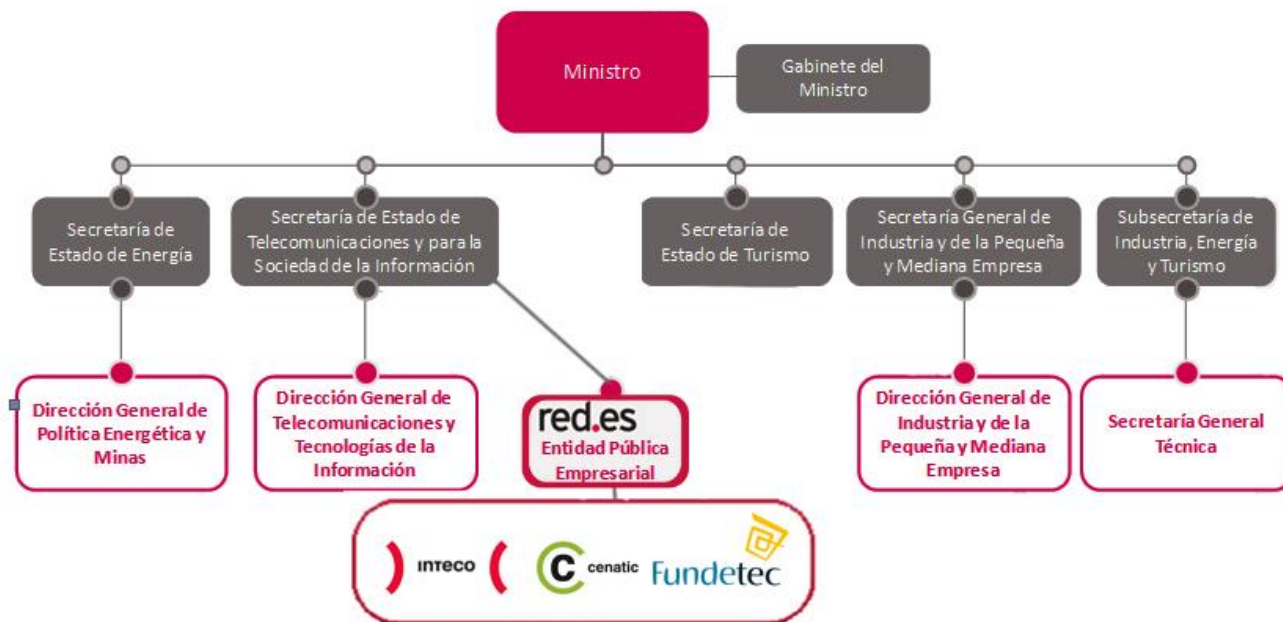 Ministro
Gabinete del
Ministro
Secretaría de
Estado de Energía
Secretaría de Estado de
Telecomunicaciones y para la
Sociedad de la Información
Secretaría de
Estado de Turismo
Secretaría General de
Industria y de la Pequeña
y Mediana Empresa
Subsecretaría de
Industria, Energía
y Turismo
Dirección General de
Política Energética y
Minas
Dirección General de
Telecomunicaciones y
Tecnologías de la
Información
red.es
Entidad Pública
Empresarial
Dirección General de
Industria y de la
Pequeña y Mediana
Empresa
Secretaría General
Técnica
INTECO
C cenatic
Fundetec